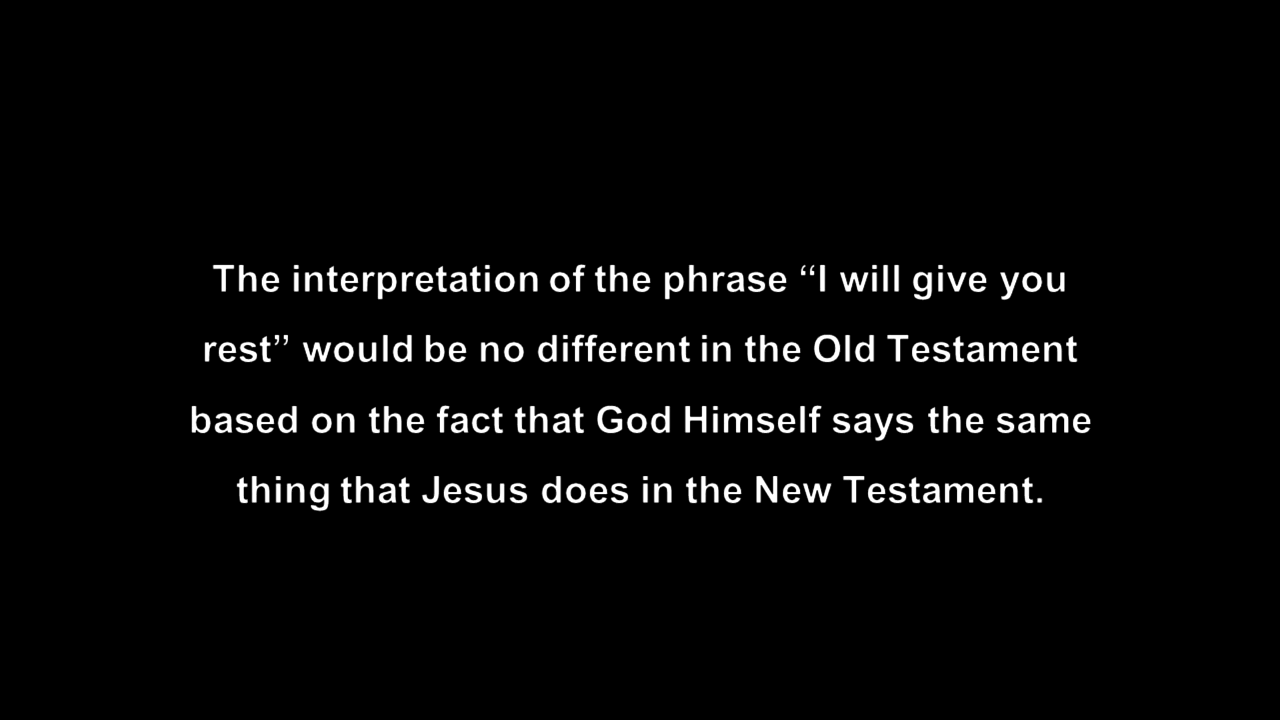 The interpretation of the phrase “I will give you
rest” would be no different in the Old Testament
based on the fact that God Himself says the same
thing that Jesus does in the New Testament.